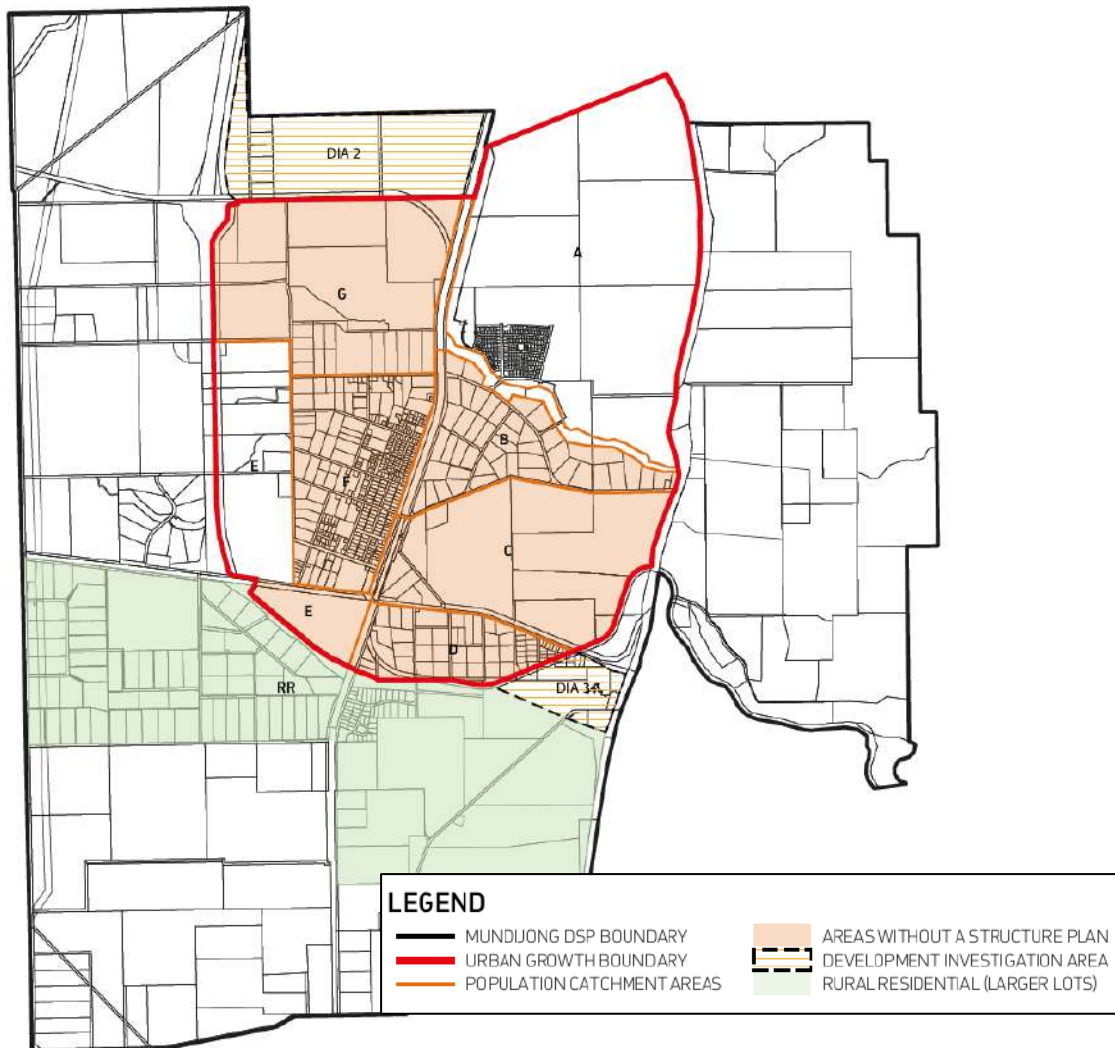 DIA 2
A
G
B
E
F
C
E
D
RR
DIA 3A
LEGEND
MUNDIJONG DSP BOUNDARY
URBAN GROWTH BOUNDARY
POPULATION CATCHMENT AREAS
AREAS WITHOUT A STRUCTURE PLAN
DEVELOPMENT INVESTIGATION AREA
RURAL RESIDENTIAL (LARGER LOTS)